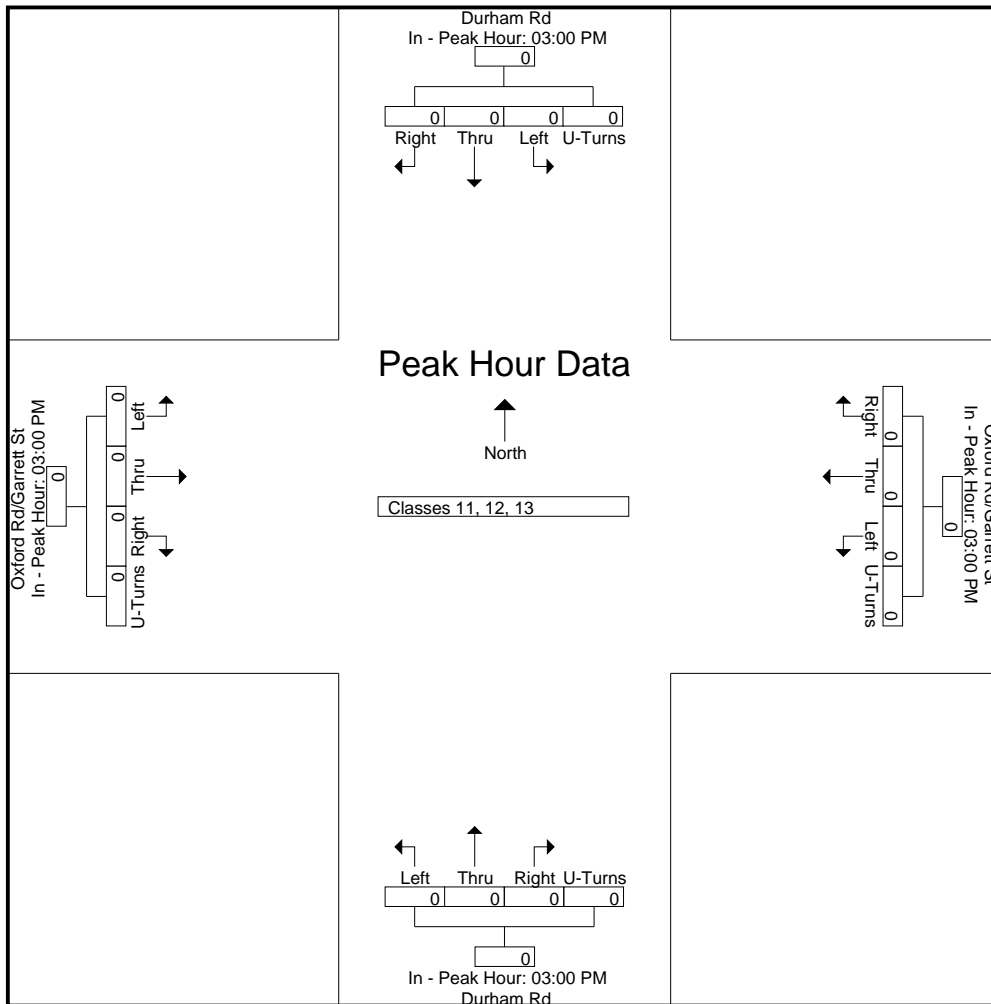 Durham Rd
In - Peak Hour: 03:00 PM
0
0 0 0 0
Right Thru Left U-Turns
Peak Hour Data
North
Classes 11, 12, 13
Oxford Rd/Garrett St
In - Peak Hour: 03:00 PM
0
0 0 0 0
Left Thru Right U-Turns
Oxford Rd/Garrett St
In - Peak Hour: 03:00 PM
0
0 0 0 0
Right Thru Left U-Turns
Left Thru Right U-Turns
0 0 0 0
0
In - Peak Hour: 03:00 PM
Durham Rd